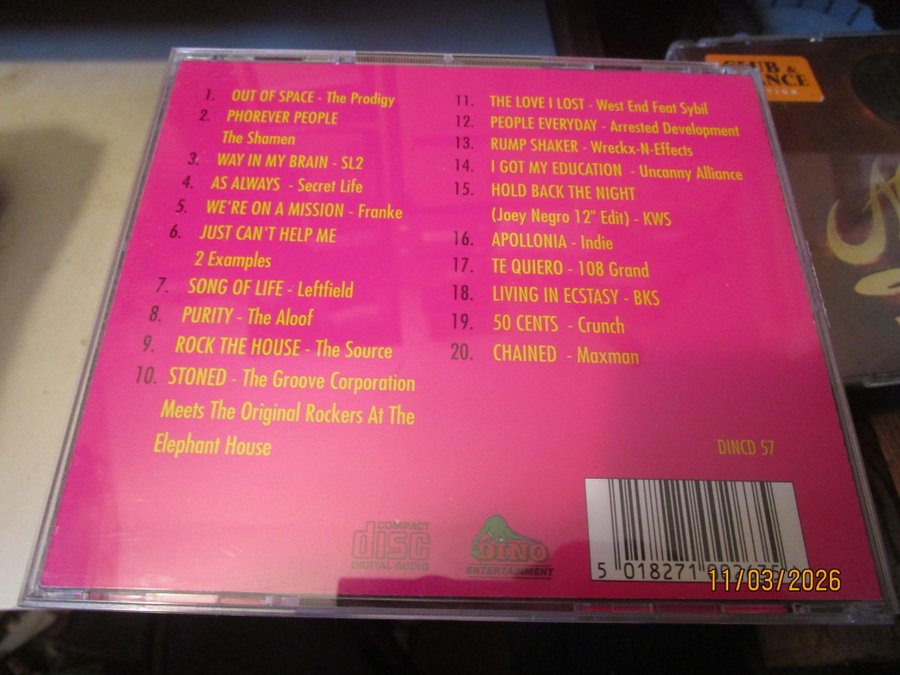 1. OUT OF SPACE - The Prodigy
2. PHOREVER PEOPLE
The Shamen
3. WAY IN MY BRAIN - SL2
4. AS ALWAYS - Secret Life
5. WE'RE ON A MISSION - Franke
6. JUST CAN'T HELP ME
2 Examples
7. SONG OF LIFE - Leftfield
8. PURITY - The Aloof
9. ROCK THE HOUSE - The Source
10. STONED - The Groove Corporation
Meets The Original Rockers At The
Elephant House
11. THE LOVE I LOST - West End Feat Sybil
12. PEOPLE EVERYDAY - Arrested Development
13. RUMP SHAKER - Wreckx-N-Effects
14. I GOT MY EDUCATION - Uncanny Alliance
15. HOLD BACK THE NIGHT
(Joey Negro 12" Edit) - KWS
16. APOLLONIA - Indie
17. TE QUIERO - 108 Grand
18. LIVING IN ECSTASY - BKS
19. 50 CENTS - Crunch
20. CHAINED - Maxman
DINCD 57
COMPACT
disc
DIGITAL AUDIO
DINO
ENTERTAINMENT
5 018271
11/03/2026
CLUB &